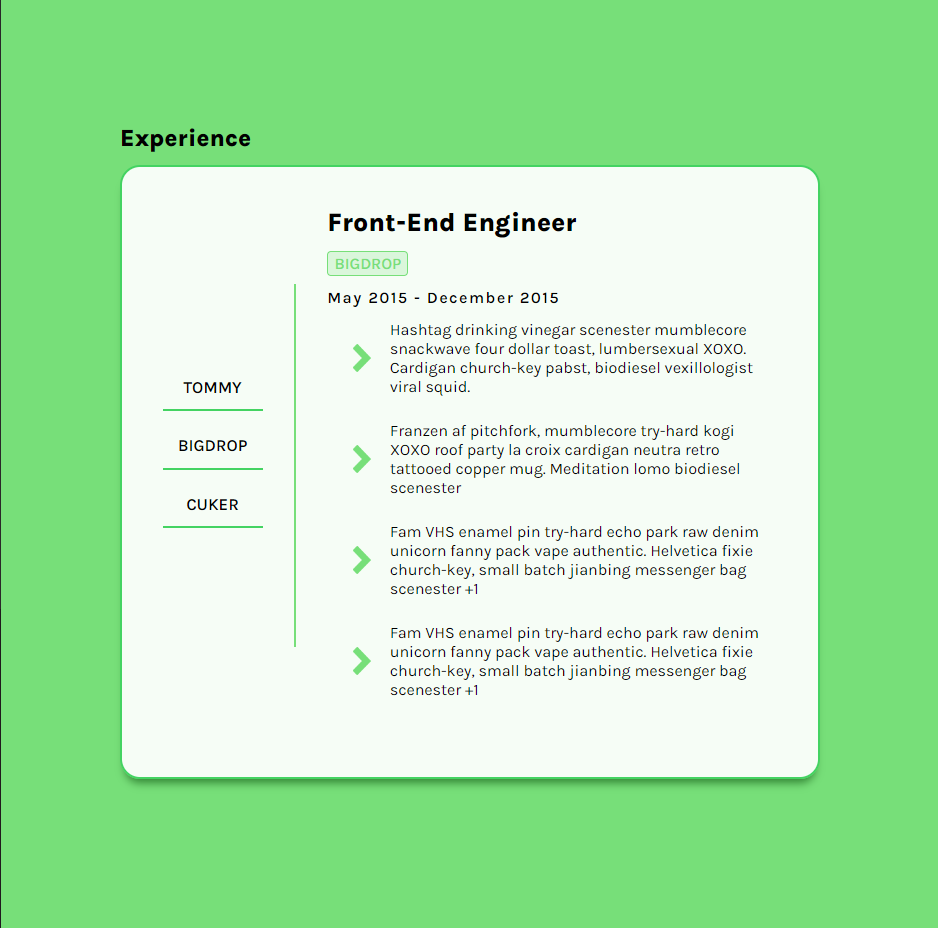 Experience
Front-End Engineer
BIGDROP
May 2015 - December 2015
TOMMY
BIGDROP
CUKER
Hashtag drinking vinegar scenester mumblecore
snackwave four dollar toast, lumbersexual XOXO.
Cardigan church-key pabst, biodiesel vexillologist
viral squid.
Franzen af pitchfork, mumblecore try-hard kogi
XOXO roof party la croix cardigan neutra retro
tattooed copper mug. Meditation lomo biodiesel
scenester
Fam VHS enamel pin try-hard echo park raw denim
unicorn fanny pack vape authentic. Helvetica fixie
church-key, small batch jianbing messenger bag
scenester +1
Fam VHS enamel pin try-hard echo park raw denim
unicorn fanny pack vape authentic. Helvetica fixie
church-key, small batch jianbing messenger bag
scenester +1